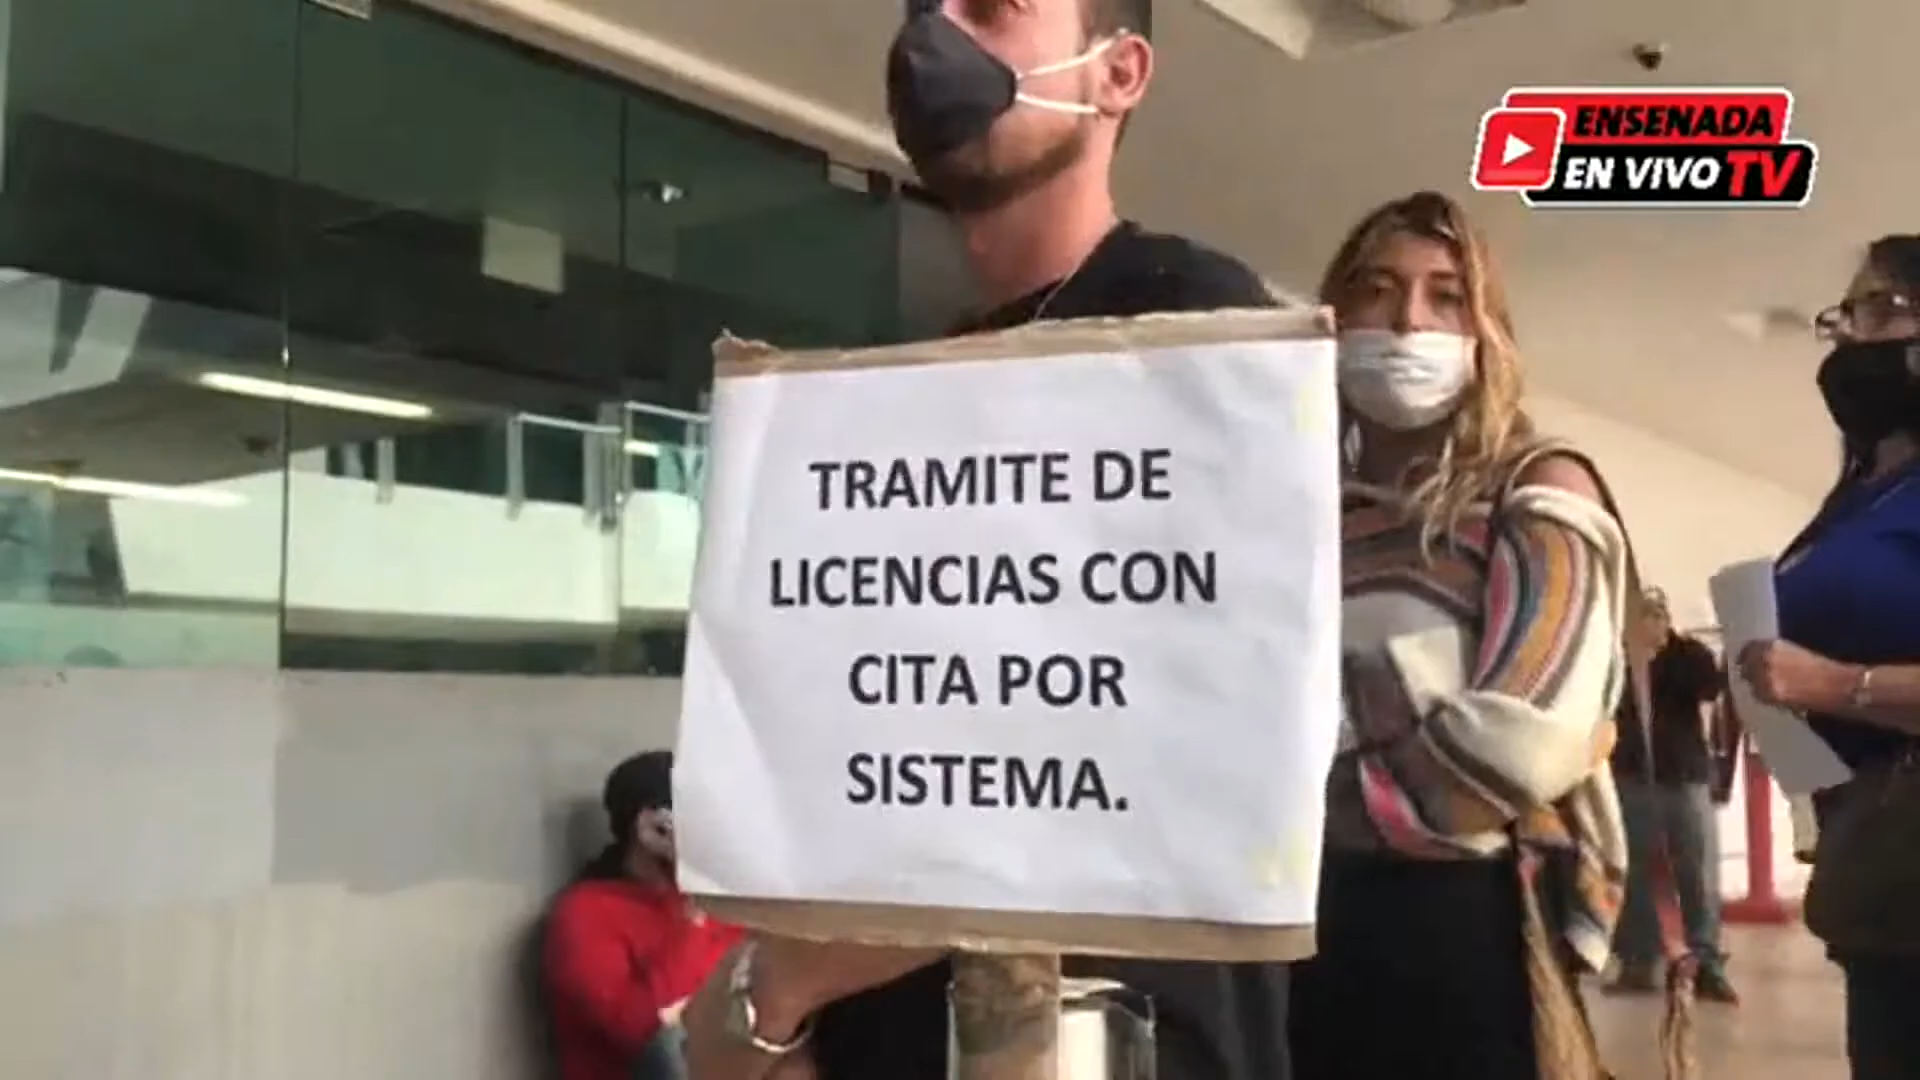 ENSENADA
EN VIVO TV
TRAMITE DE
LICENCIAS CON
CITA POR
SISTEMA.